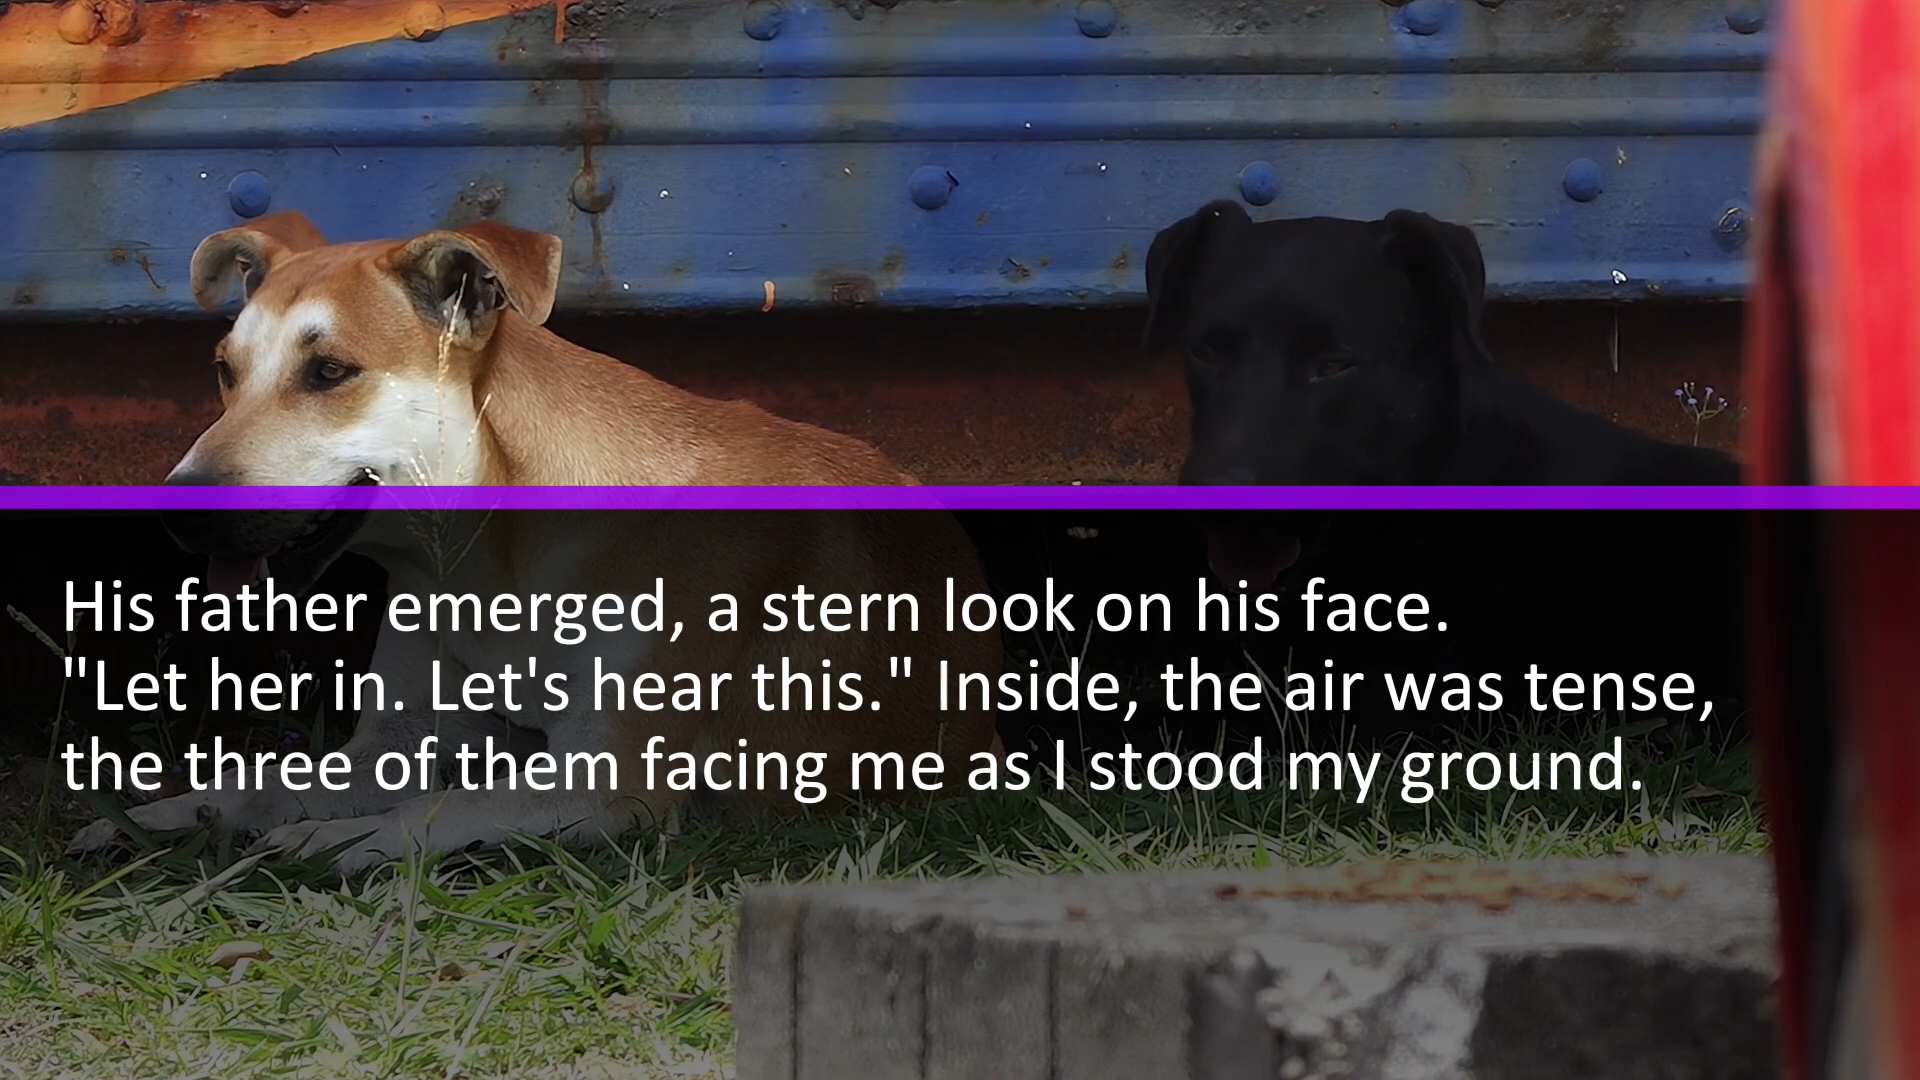 His father emerged, a stern look on his face.
"Let her in. Let's hear this." Inside, the air was tense,
the three of them facing me as I stood my ground.